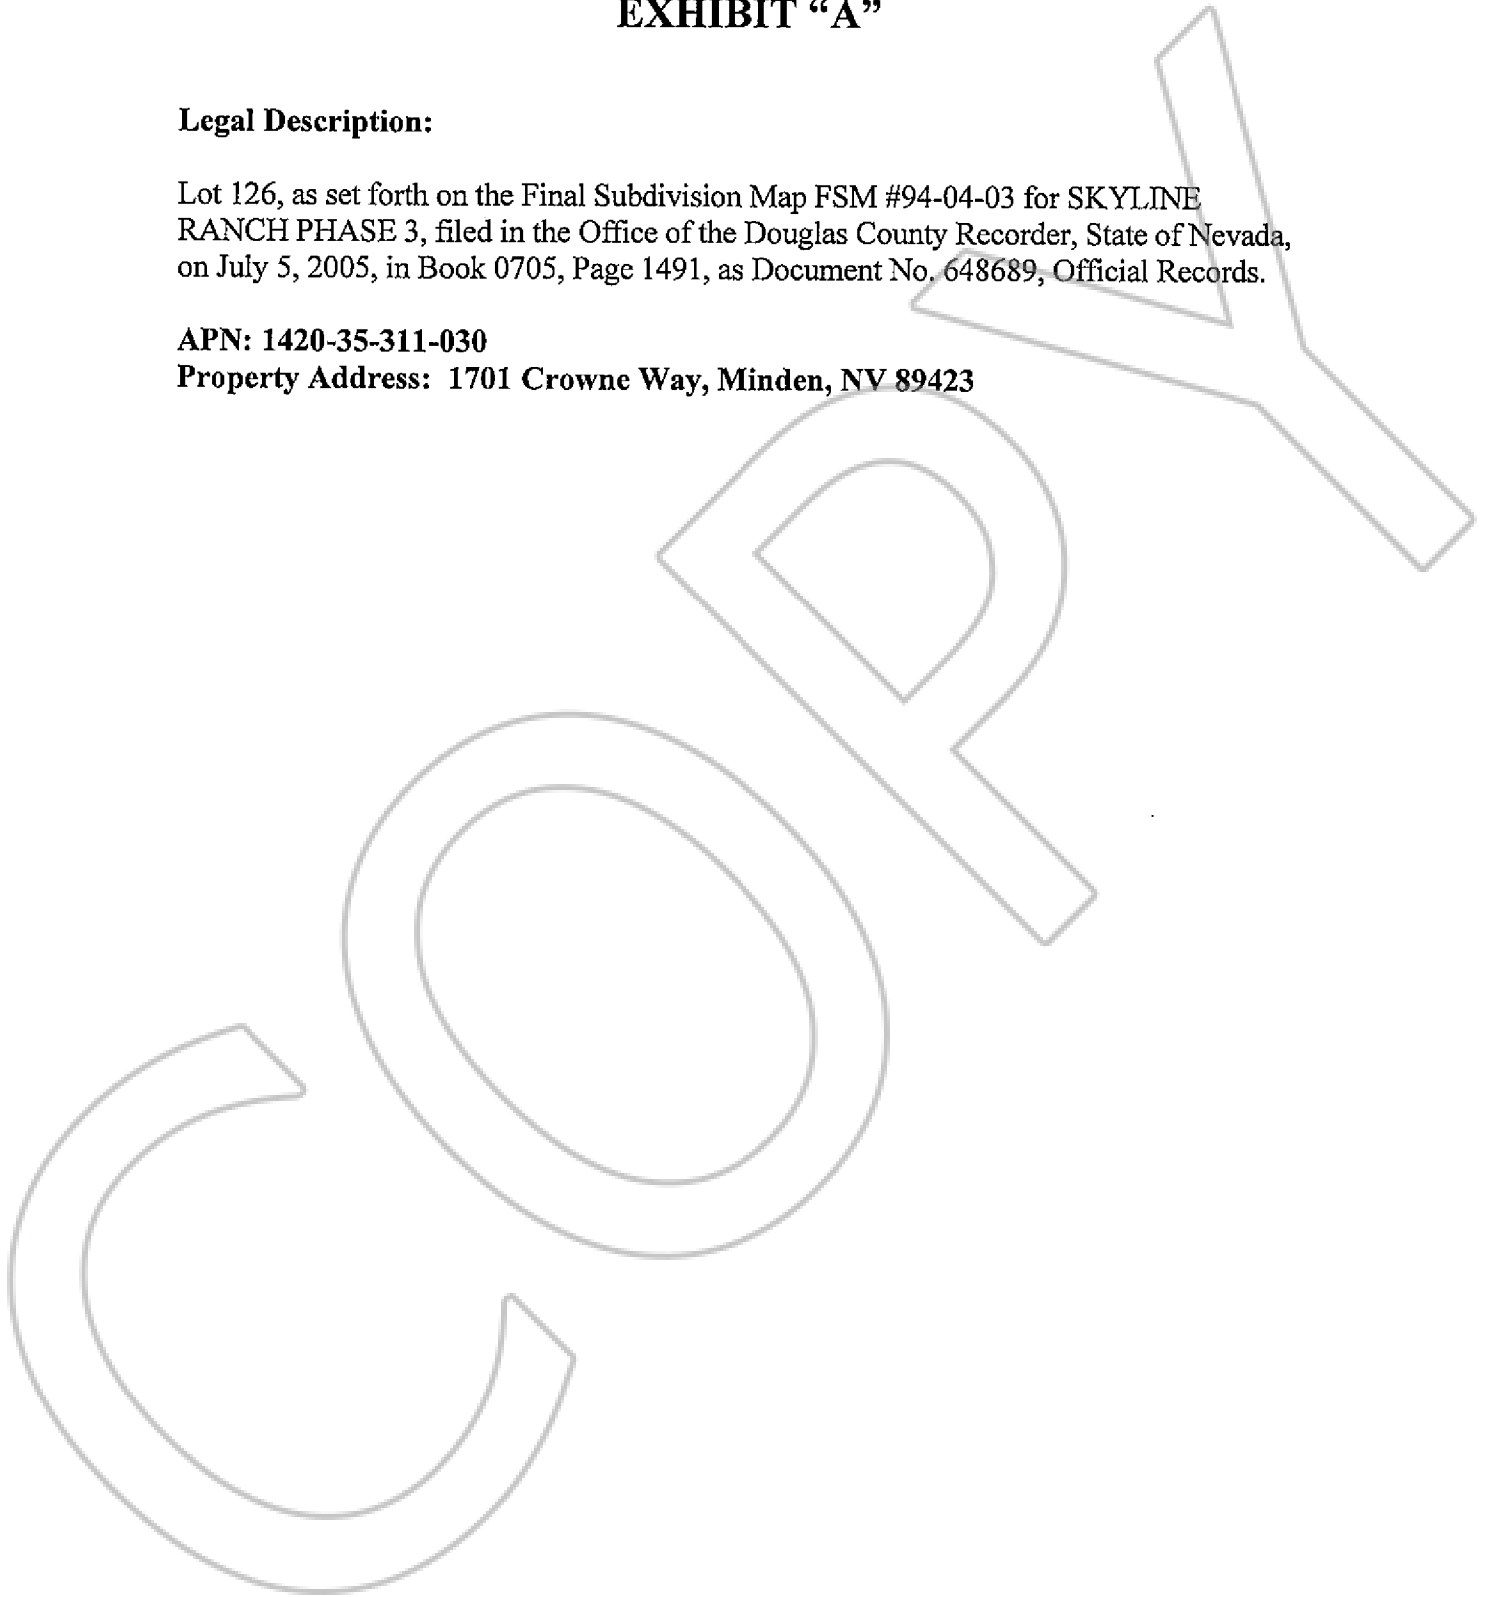 EXHIBIT “A”
Legal Description:
Lot 126, as set forth on the Final Subdivision Map FSM #94-04-03 for SKYLINE
RANCH PHASE 3, filed in the Office of the Douglas County Recorder, State of Nevada,
on July 5, 2005, in Book 0705, Page 1491, as Document No. 648689, Official Records.
APN: 1420-35-311-030
Property Address: 1701 Crowne Way, Minden, NV 89423
COPY